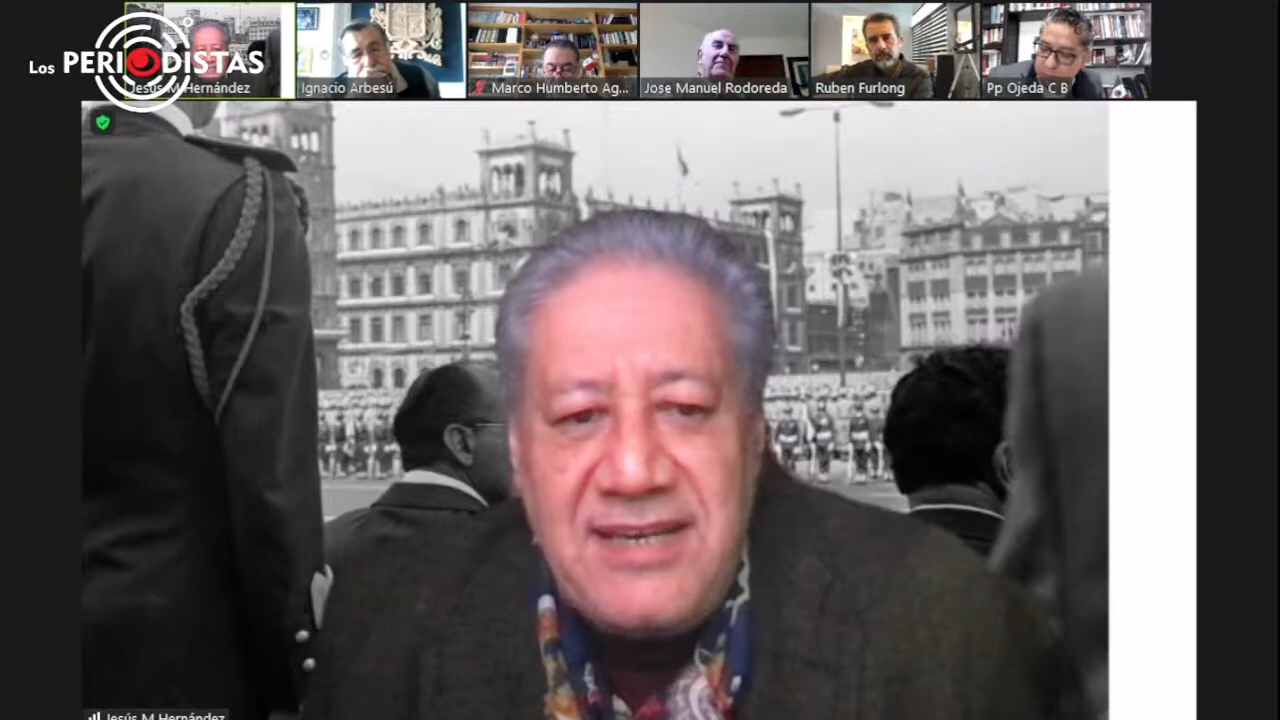 Los PERIODISTAS
Jesús M Hernández
Ignacio Arbesú
Marco Humberto Ag...
Jose Manuel Rodoreda
Ruben Furlong
Pp Ojeda C B
Jesús M Hernández